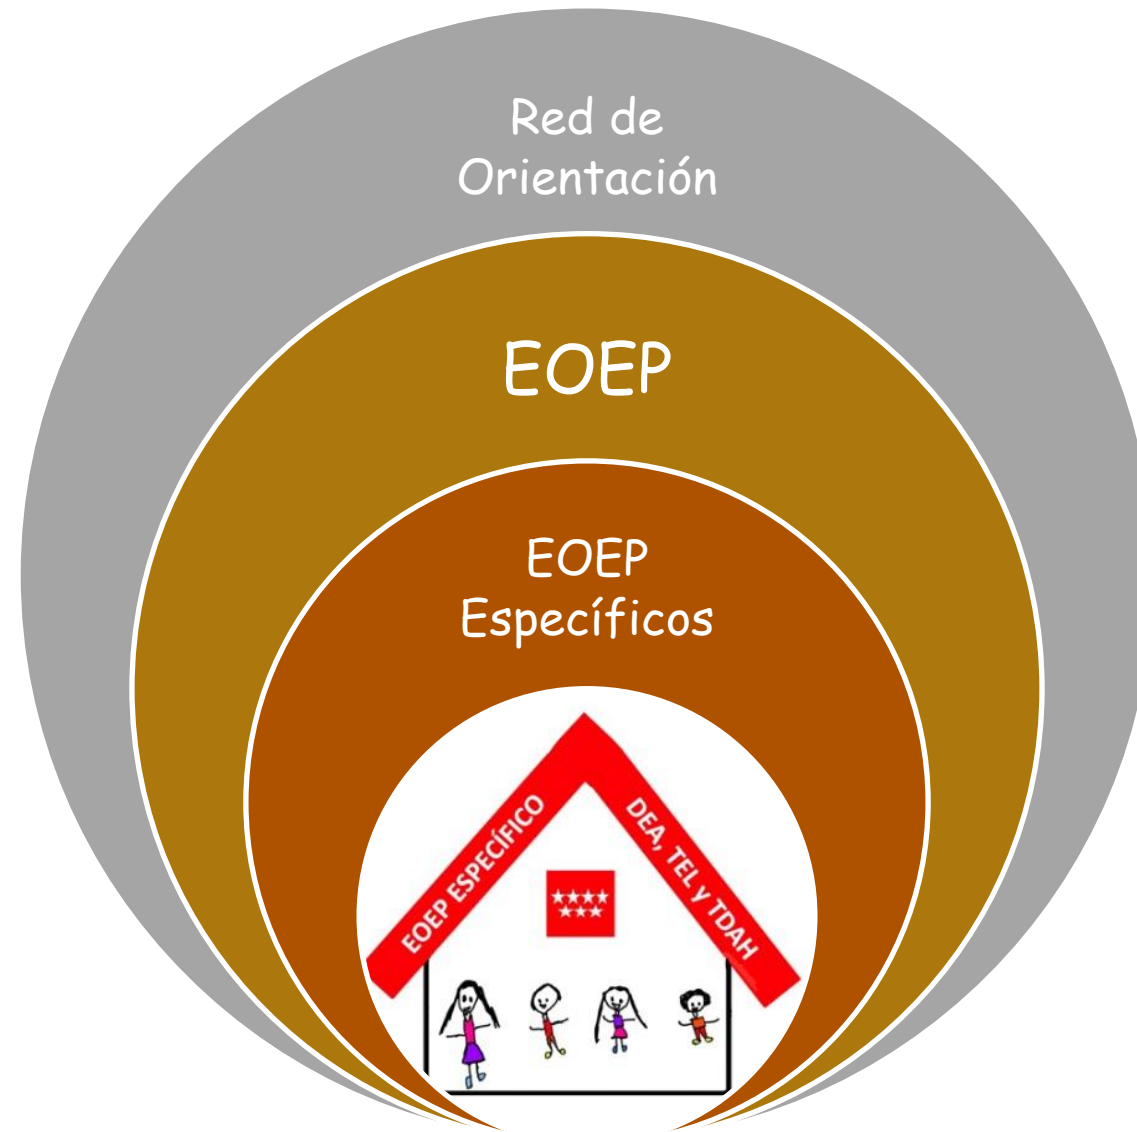 Red de
Orientación
EOEP
EOEP
Específicos
EOEP ESPECÍFICO
DEA, TEL y TDAH